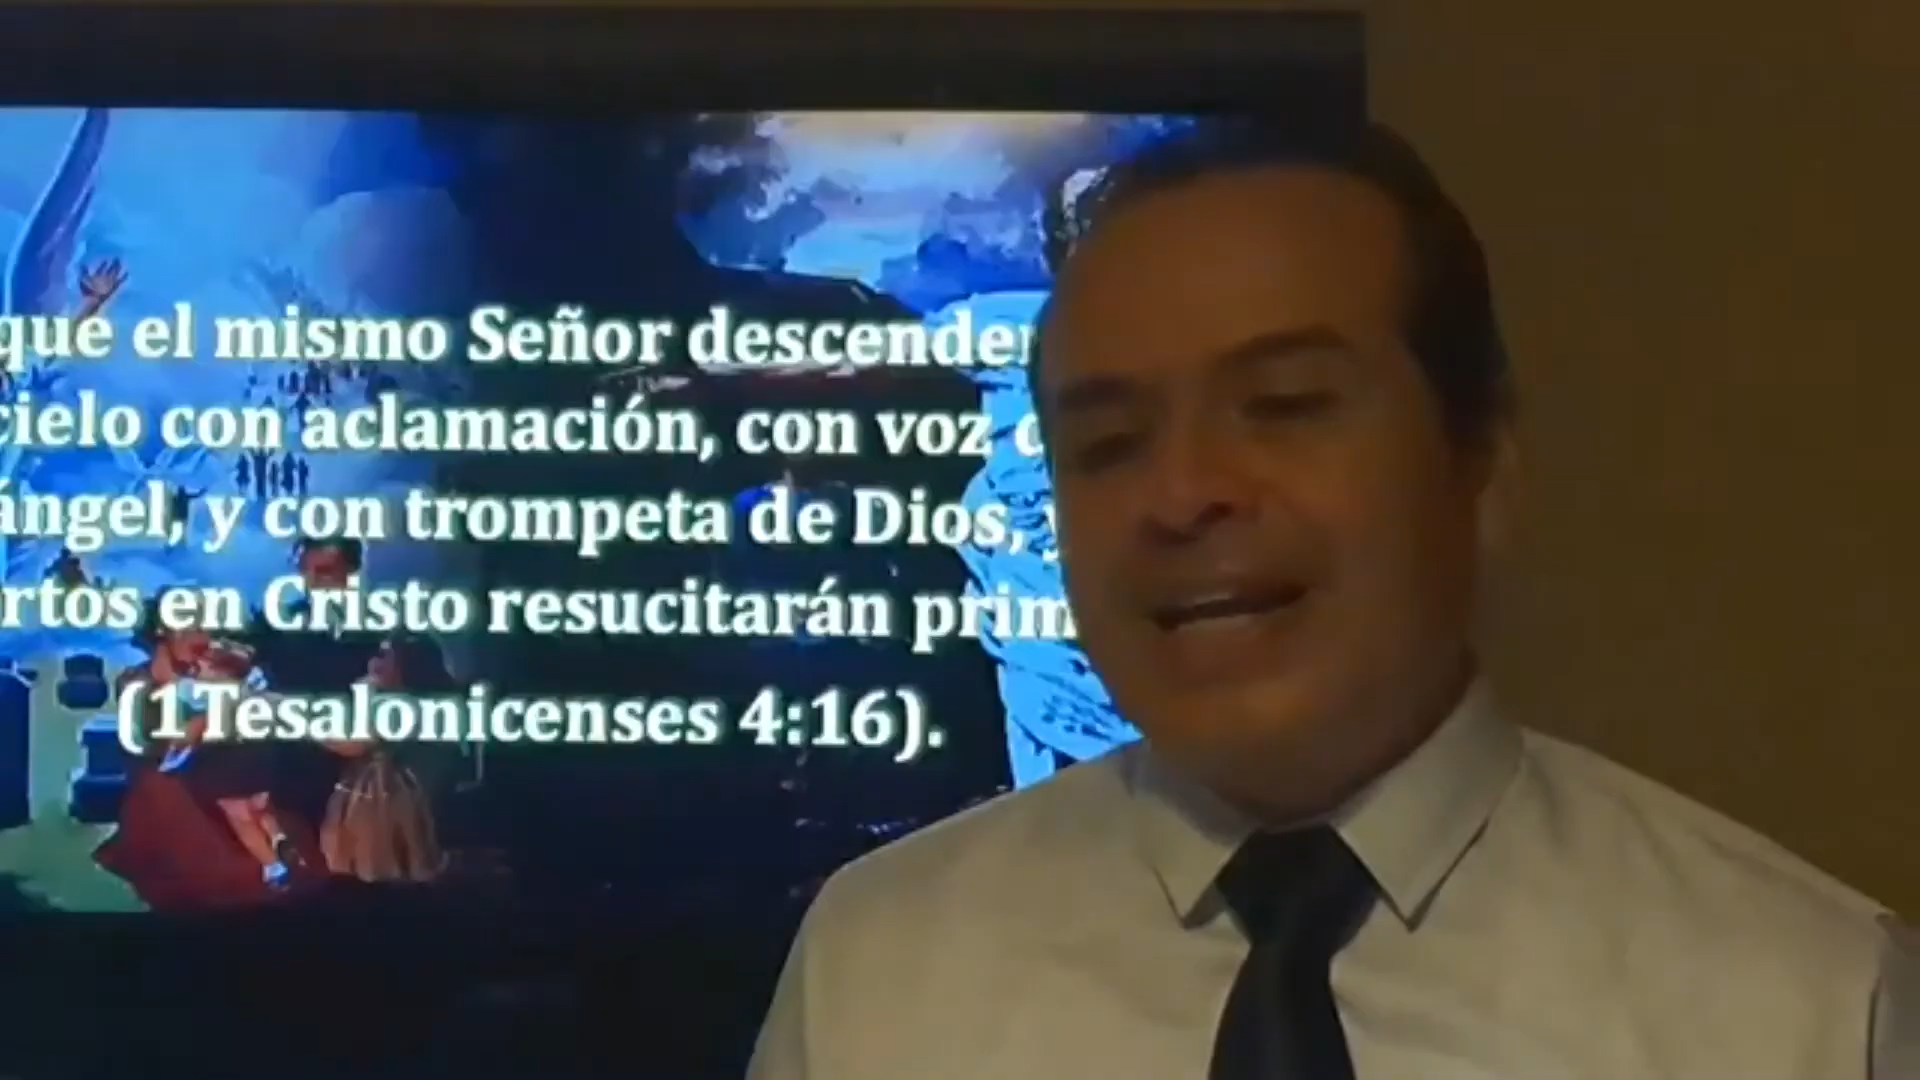 que el mismo Señor descender
cielo con aclamación, con voz d
ángel, y con trompeta de Dios, y
rtos en Cristo resucitarán prim
(1Tesalonicenses 4:16).